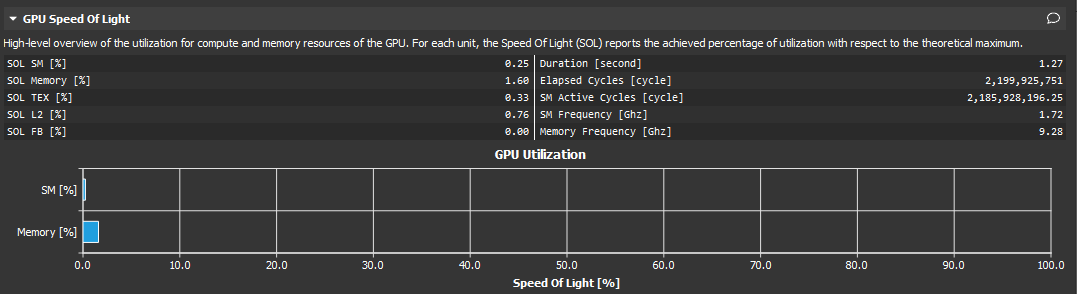 GPU Speed Of Light
High-level overview of the utilization for compute and memory resources of the GPU. For each unit, the Speed Of Light (SOL) reports the achieved percentage of utilization with respect to the theoretical maximum.
SOL SM [%] 0.25 Duration [second] 1.27
SOL Memory [%] 1.60 Elapsed Cycles [cycle] 2,199,925,751
SOL TEX [%] 0.33 SM Active Cycles [cycle] 2,185,928,196.25
SOL L2 [%] 0.76 SM Frequency [Ghz] 1.72
SOL FB [%] 0.00 Memory Frequency [Ghz] 9.28
GPU Utilization
SM [%]
Memory [%]
0.0 10.0 20.0 30.0 40.0 50.0 60.0 70.0 80.0 90.0 100.0
Speed Of Light [%]